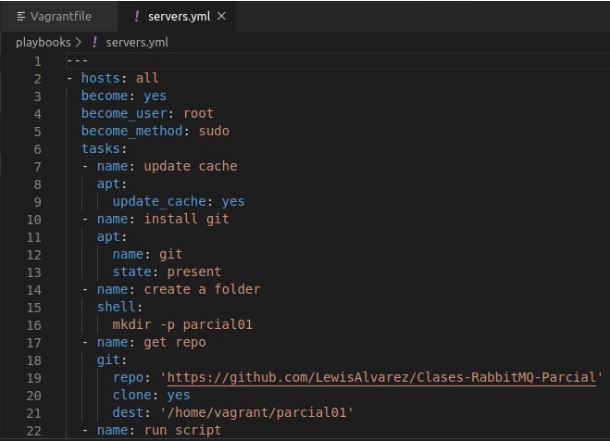 Vagrantfile ! servers.yml ×
playbooks > ! servers.yml
1 ---
2 - hosts: all
3 become: yes
4 become_user: root
5 become_method: sudo
6 tasks:
7 - name: update cache
8 apt:
9 update_cache: yes
10 - name: install git
11 apt:
12 name: git
13 state: present
14 - name: create a folder
15 shell:
16 mkdir -p parcial01
17 - name: get repo
18 git:
19 repo: 'https://github.com/LewisAlvarez/Clases-RabbitMQ-Parcial'
20 clone: yes
21 dest: '/home/vagrant/parcial01'
22 - name: run script